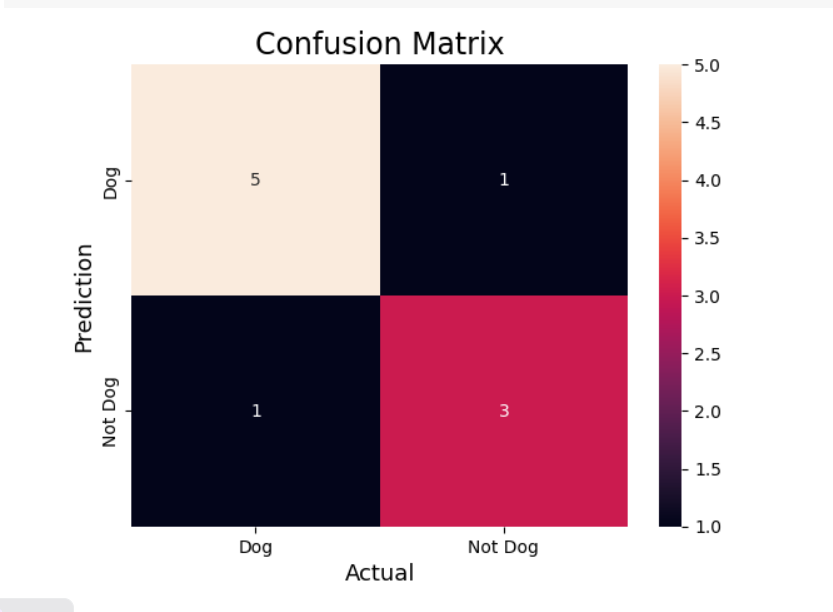 Confusion Matrix
5.0
4.5
Dog
5
1
4.0
3.5
Prediction
3.0
2.5
Not Dog
1
3
2.0
1.5
1.0
Dog
Not Dog
Actual